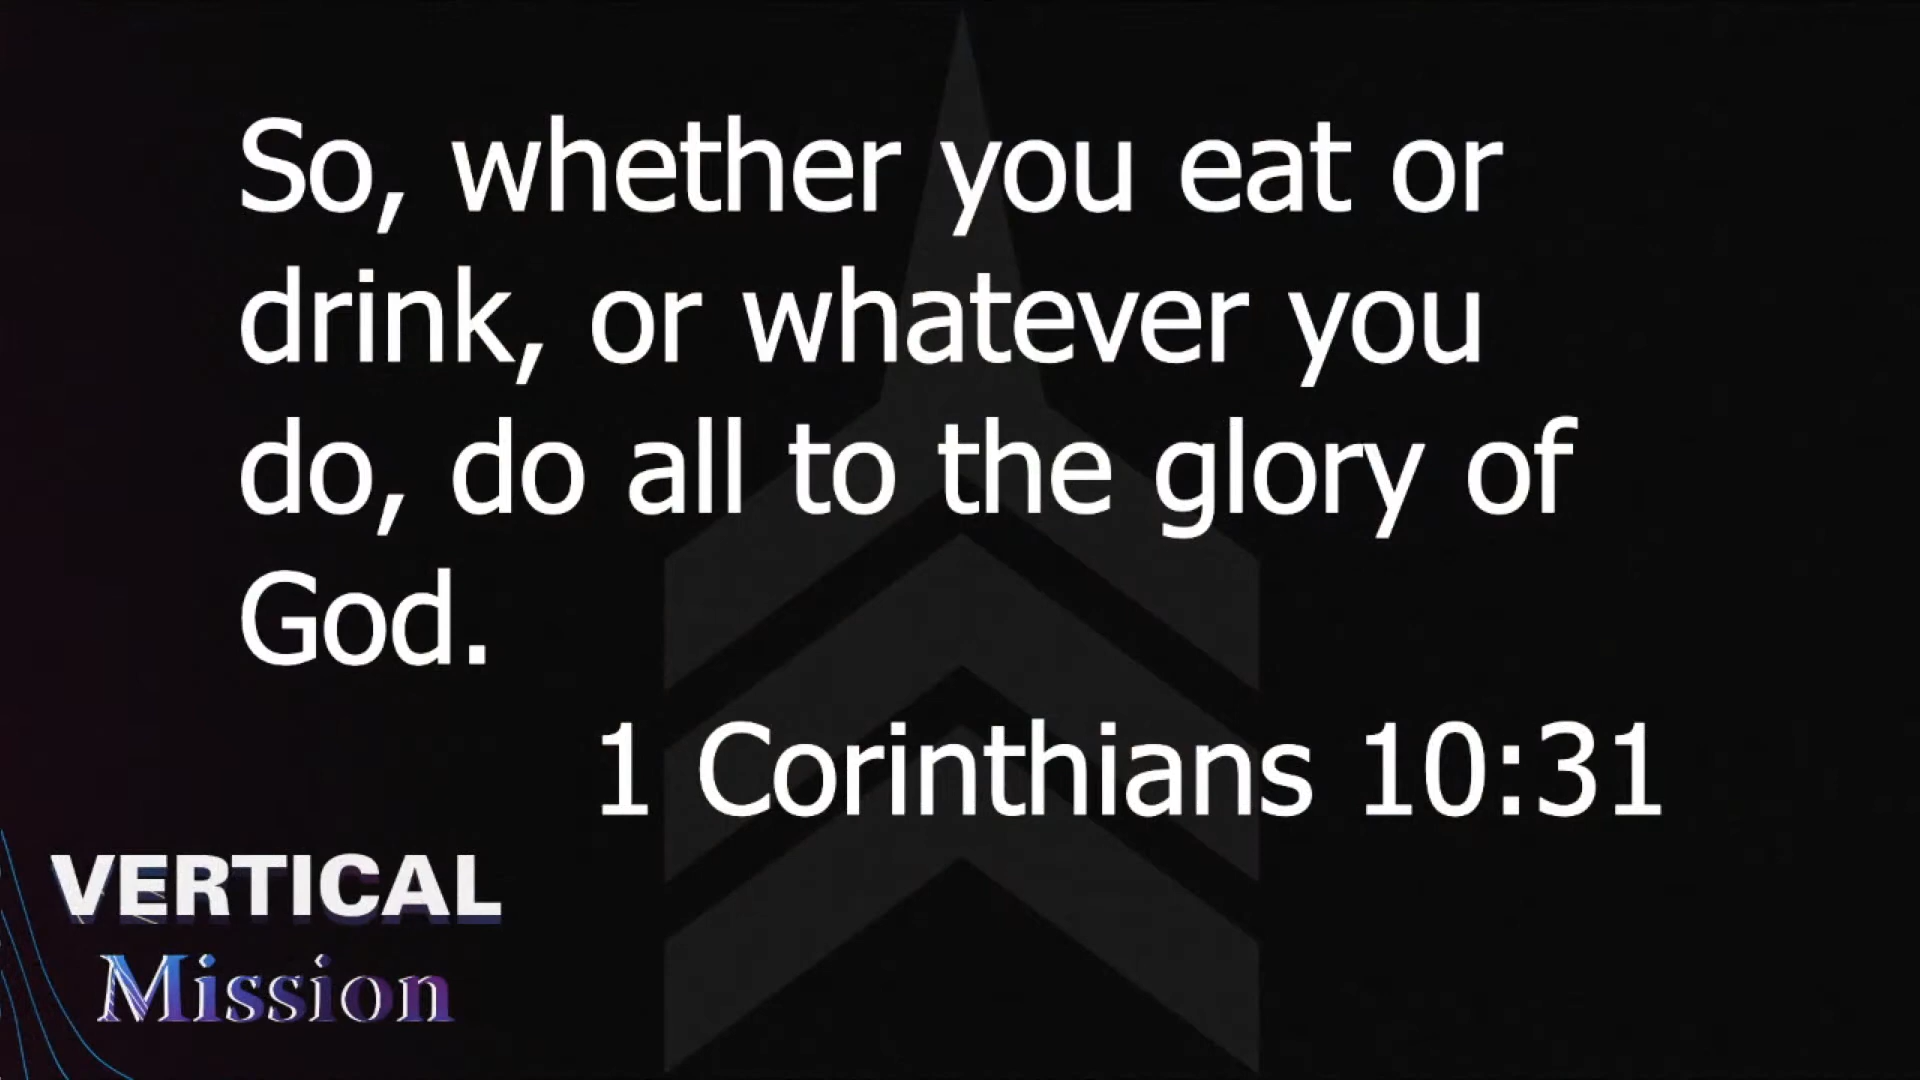 So, whether you eat or
drink, or whatever you
do, do all to the glory of
God.
1 Corinthians 10:31
VERTICAL
Mission